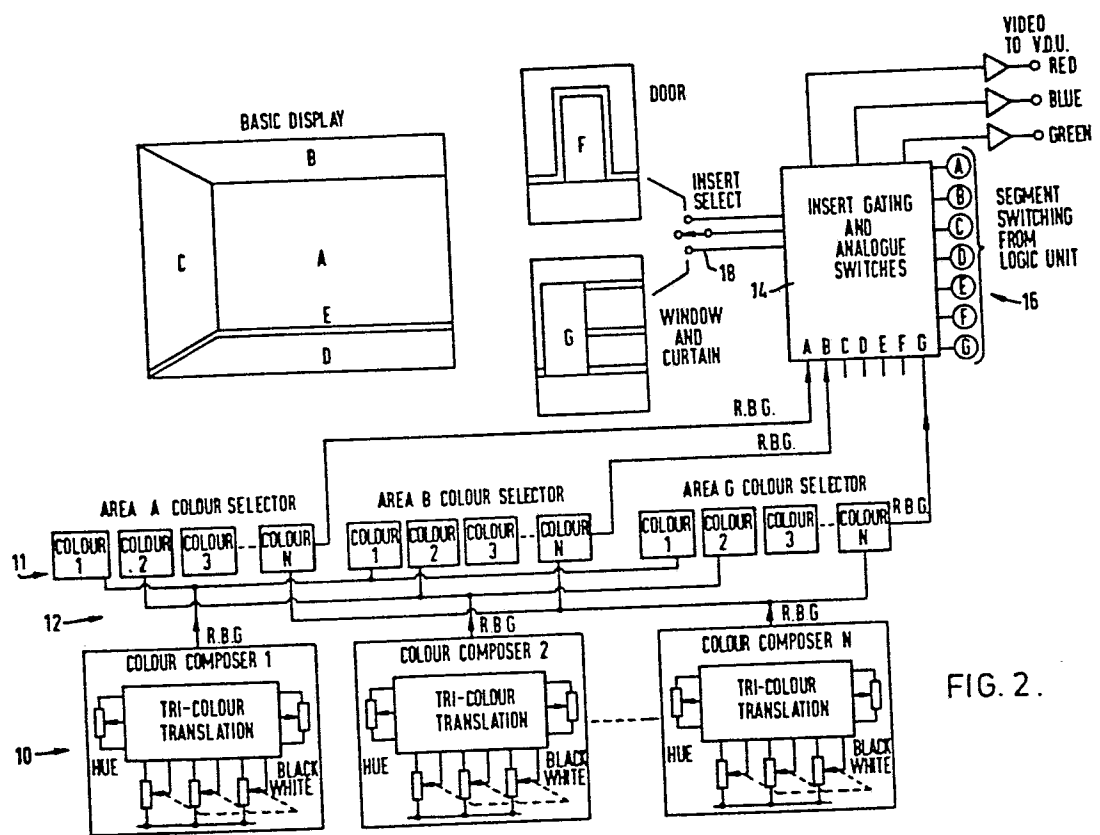 VIDEO
TO V.D.U.
RED
BLUE
GREEN
BASIC DISPLAY
B
C
A
E
D
DOOR
F
INSERT
SELECT
18
G
WINDOW
AND
CURTAIN
INSERT GATING
AND
ANALOGUE
SWITCHES
14
A B C D E F G
A
B
C
D
E
F
G
SEGMENT
SWITCHING
FROM
LOGIC UNIT
16
R.B.G.
R.B.G.
R.B.G.
AREA A COLOUR SELECTOR
COLOUR
1
COLOUR
2
COLOUR
3
COLOUR
N
AREA B COLOUR SELECTOR
COLOUR
1
COLOUR
2
COLOUR
3
COLOUR
N
AREA G COLOUR SELECTOR
COLOUR
1
COLOUR
2
COLOUR
3
COLOUR
N
11
12
R.B.G
R.B.G
R.B.G
COLOUR COMPOSER 1
TRI-COLOUR
TRANSLATION
HUE
BLACK
WHITE
COLOUR COMPOSER 2
TRI-COLOUR
TRANSLATION
HUE
BLACK
WHITE
COLOUR COMPOSER N
TRI-COLOUR
TRANSLATION
HUE
BLACK
WHITE
10
FIG. 2.